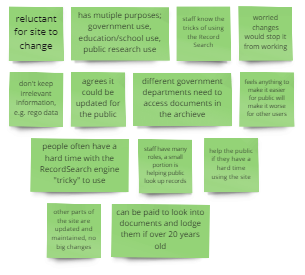 reluctant
for site to
change
has mutiple purposes;
government use,
education/school use,
public research use
staff know the
tricks of using
the Record
Search
worried
changes
would stop it
from working
don't keep
irrelevant
information,
e.g. rego data
agrees it
could be
updated for
the public
different government
departments need to
access documents in
the archieve
feels anything to
make it easier
for public will
make it worse
for other users
people often have a
hard time with the
RecordSearch engine
"tricky" to use
staff have many
roles, a small
portion is
helping public
look up records
help the public
if they have a
hard time
using the site
other parts of
the site are
updated and
maintained, no
big changes
can be paid to look into
documents and lodge
them if over 20 years
old